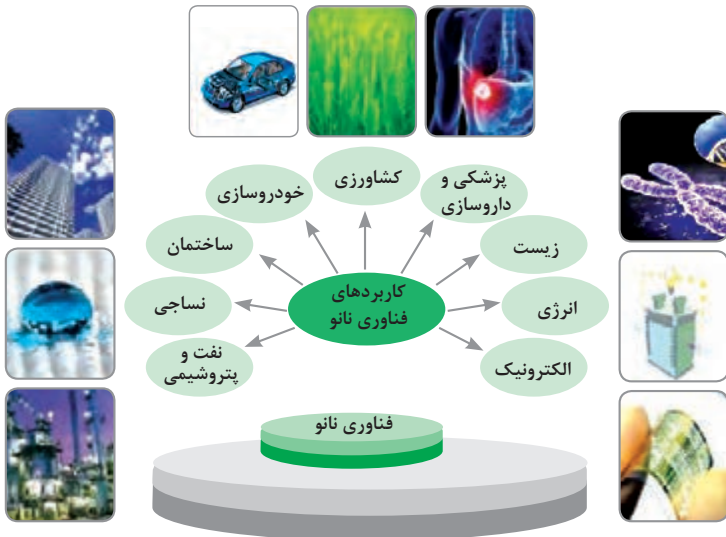 کشاورزی
پزشکی و
داروسازی
خودروسازی
زیست
ساختمان
انرژی
کاربردهای
فناوری نانو
نساجی
الکترونیک
نفت و
پتروشیمی
فناوری نانو